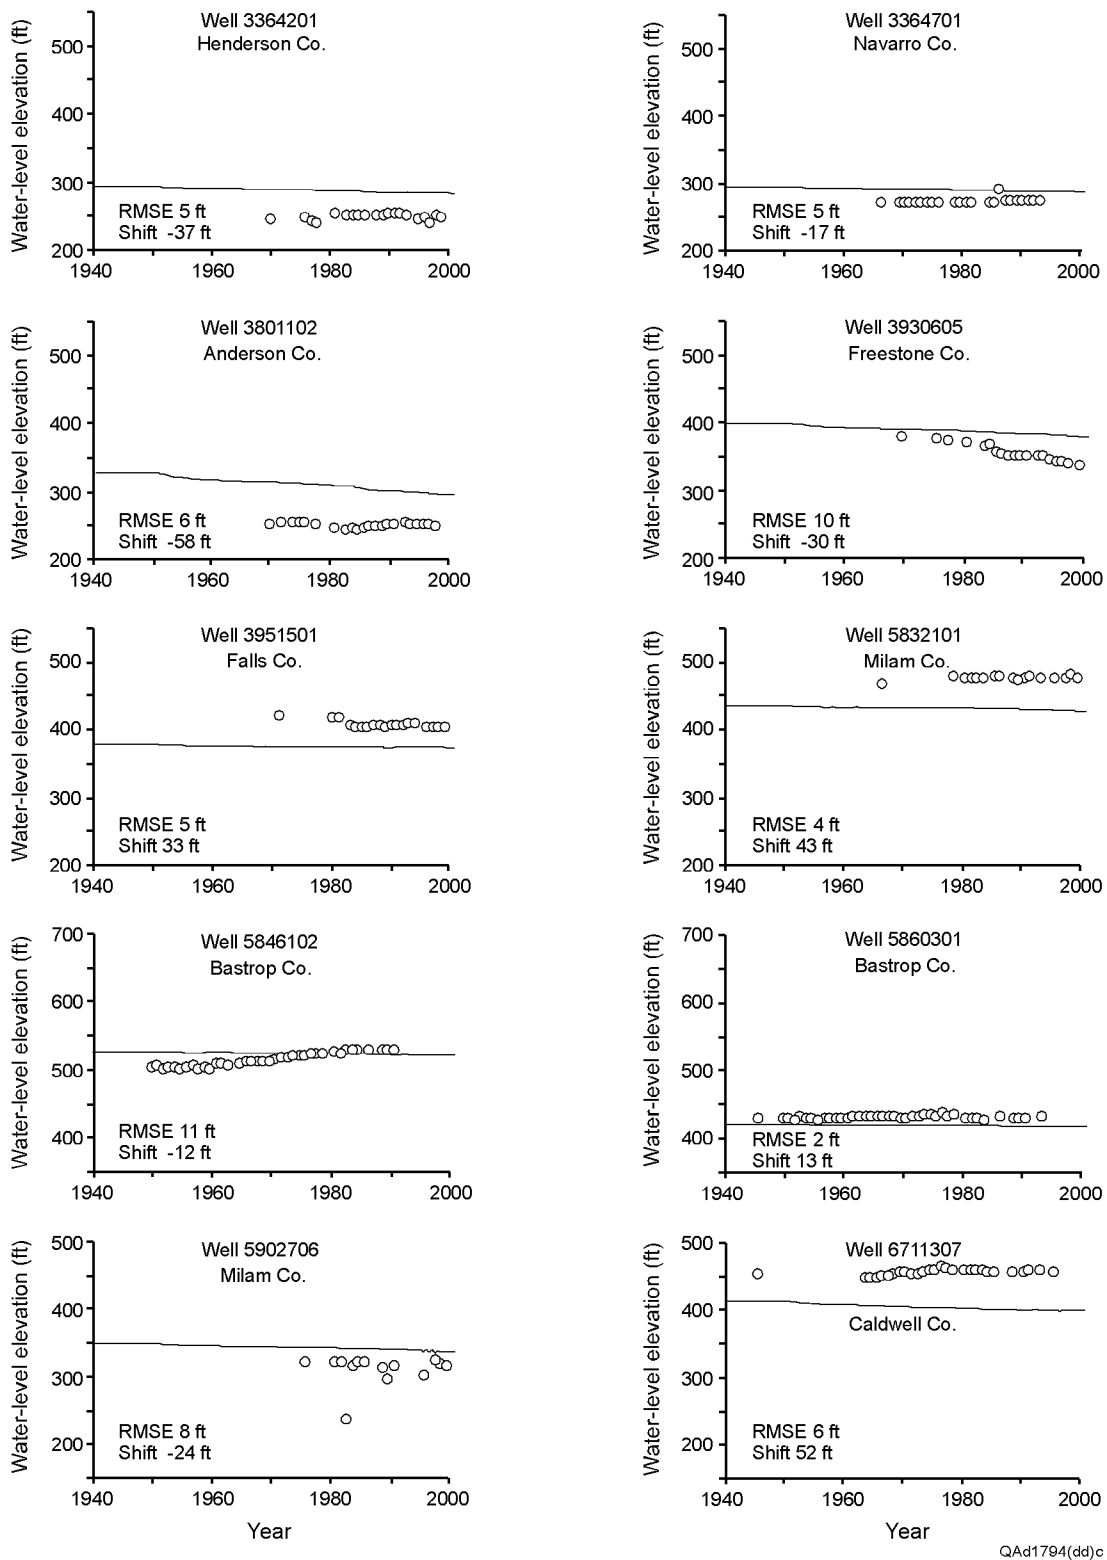 Well 3364201
Henderson Co.
Water-level elevation (ft)
500
400
300
200
RMSE 5 ft
Shift -37 ft
1940 1960 1980 2000
Well 3364701
Navarro Co.
Water-level elevation (ft)
500
400
300
200
RMSE 5 ft
Shift -17 ft
1940 1960 1980 2000
Well 3801102
Anderson Co.
Water-level elevation (ft)
500
400
300
200
RMSE 6 ft
Shift -58 ft
1940 1960 1980 2000
Well 3930605
Freestone Co.
Water-level elevation (ft)
500
400
300
200
RMSE 10 ft
Shift -30 ft
1940 1960 1980 2000
Well 3951501
Falls Co.
Water-level elevation (ft)
500
400
300
200
RMSE 5 ft
Shift 33 ft
1940 1960 1980 2000
Well 5832101
Milam Co.
Water-level elevation (ft)
500
400
300
200
RMSE 4 ft
Shift 43 ft
1940 1960 1980 2000
Well 5846102
Bastrop Co.
Water-level elevation (ft)
700
600
500
400
RMSE 11 ft
Shift -12 ft
1940 1960 1980 2000
Well 5860301
Bastrop Co.
Water-level elevation (ft)
700
600
500
400
RMSE 2 ft
Shift 13 ft
1940 1960 1980 2000
Well 5902706
Milam Co.
Water-level elevation (ft)
500
400
300
200
RMSE 8 ft
Shift -24 ft
1940 1960 1980 2000
Year
Well 6711307
Caldwell Co.
Water-level elevation (ft)
500
400
300
200
RMSE 6 ft
Shift 52 ft
1940 1960 1980 2000
Year
QAd1794(dd)c